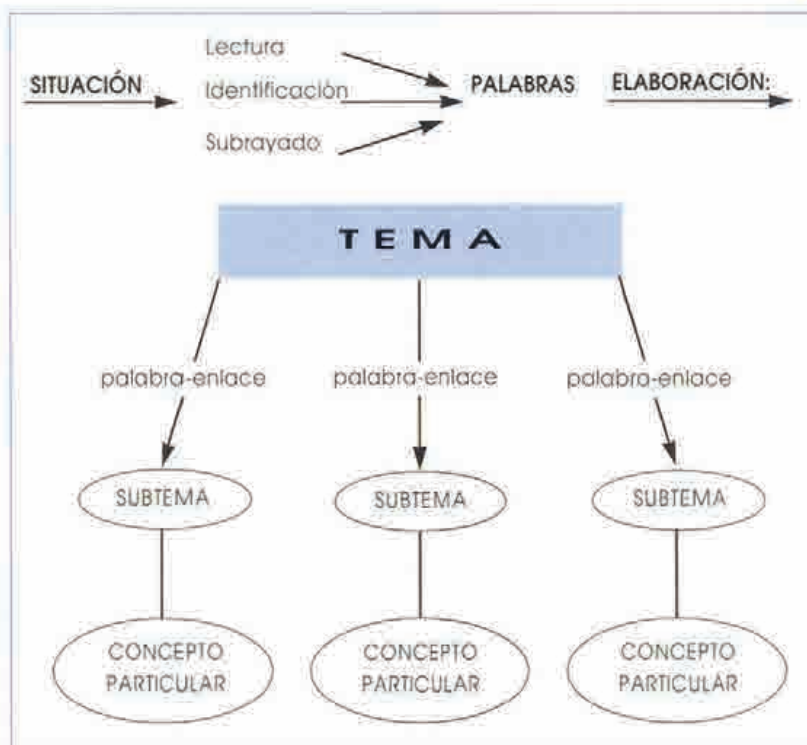 Lectura
SITUACIÓN Identificación PALABRAS ELABORACIÓN:
Subrayado
TEMA
palabra-enlace palabra-enlace palabra-enlace
SUBTEMA SUBTEMA SUBTEMA
CONCEPTO CONCEPTO CONCEPTO
PARTICULAR PARTICULAR PARTICULAR